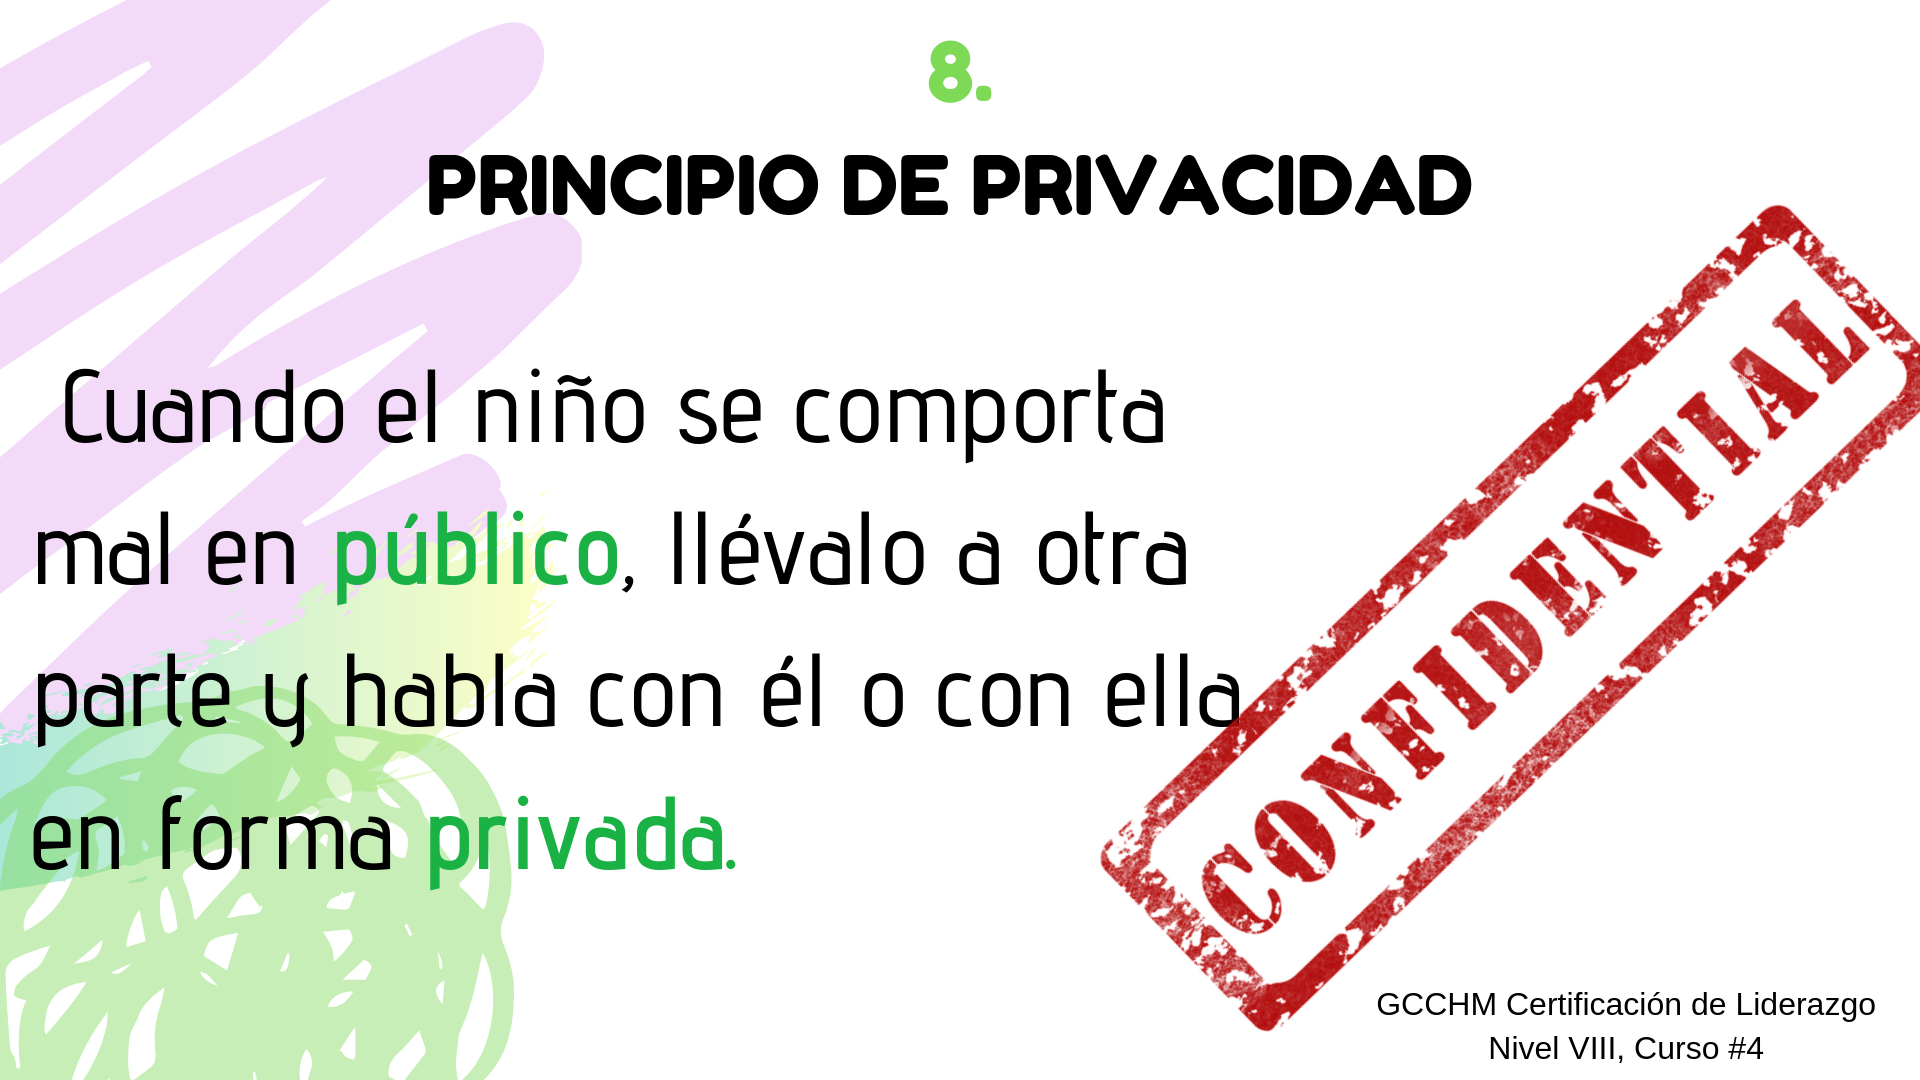 8.
PRINCIPIO DE PRIVACIDAD
Cuando el niño se comporta
mal en público, llévalo a otra
parte y habla con él o con ella
en forma privada.
CONFIDENTIAL
GCCHM Certificación de Liderazgo
Nivel VIII, Curso #4